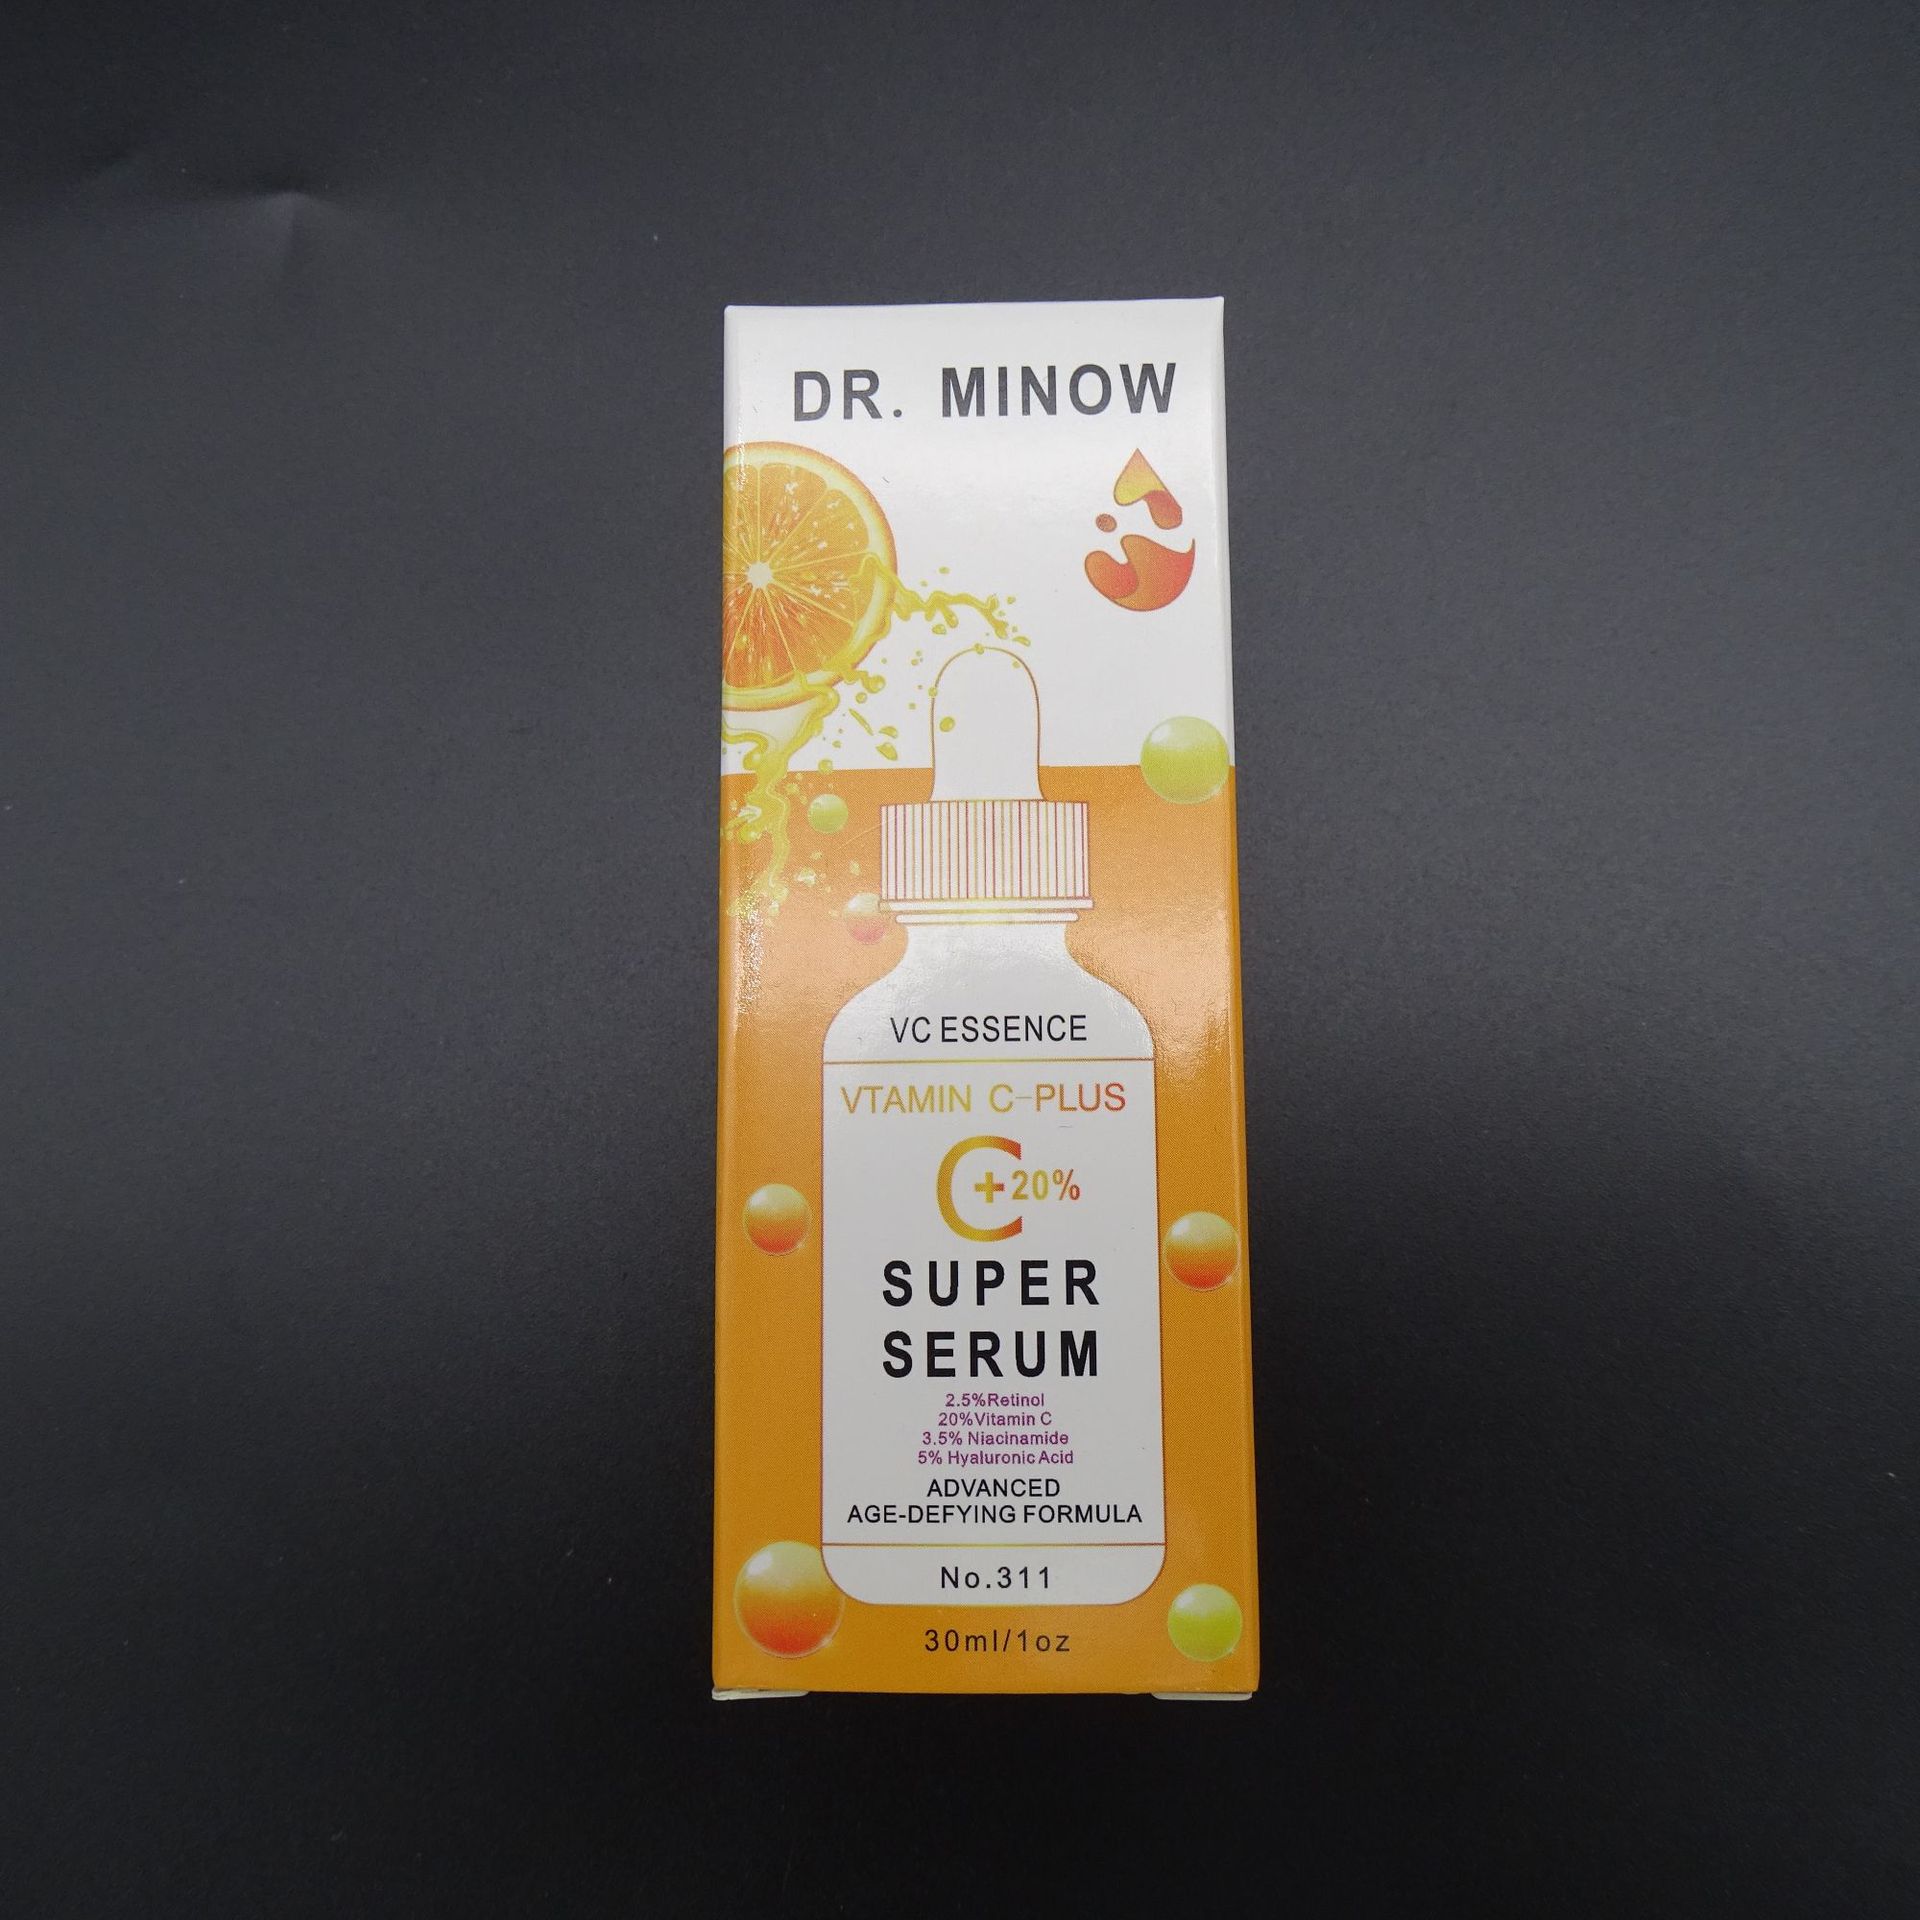 DR. MINOW
VC ESSENCE
VTAMIN C-PLUS
C+20%
SUPER
SERUM
2.5%Retinol
20%Vitamin C
3.5% Niacinamide
5% Hyaluronic Acid
ADVANCED
AGE-DEFYING FORMULA
No.311
30ml/1oz